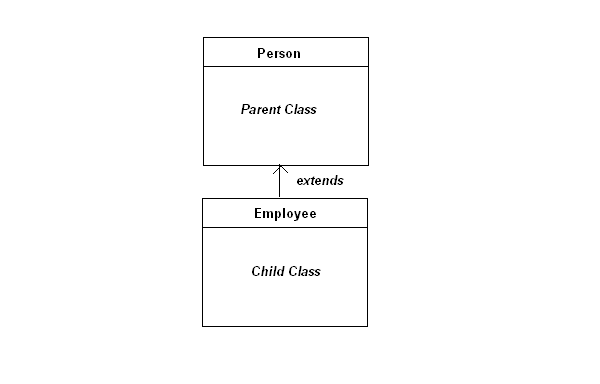 Person
Parent Class
extends
Employee
Child Class